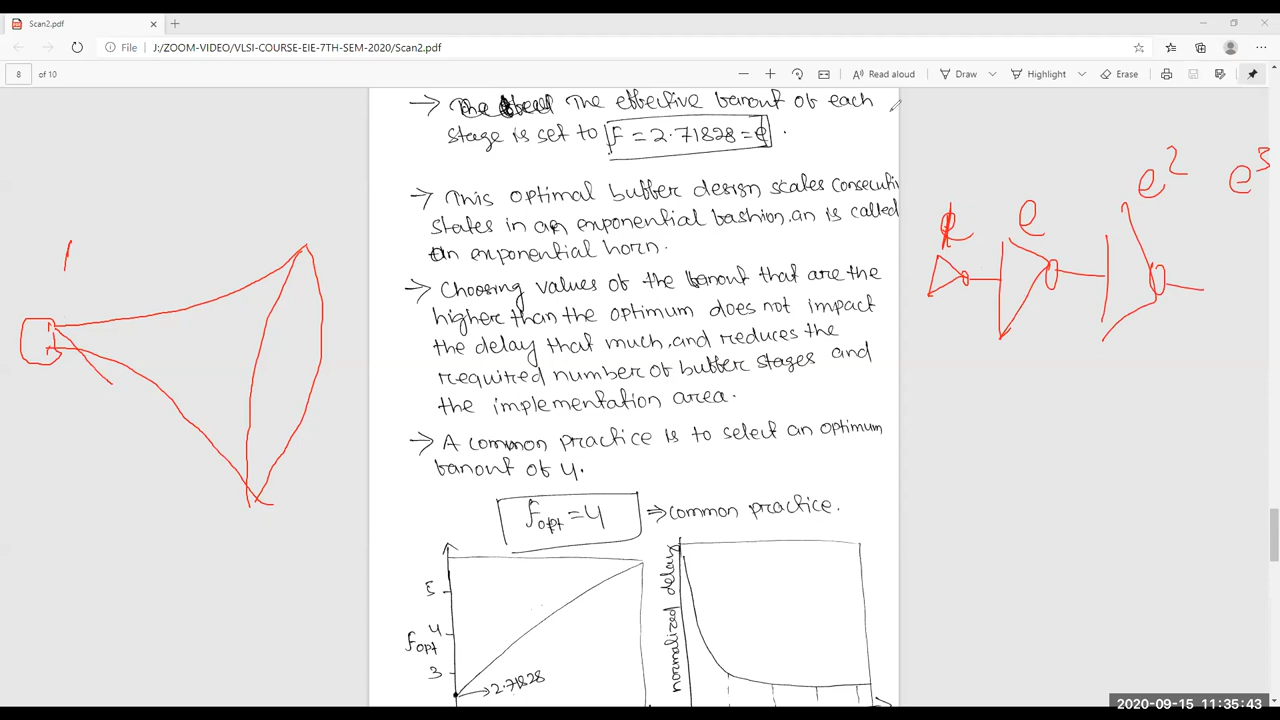 Scan2.pdf
File J:/ZOOM-VIDEO/VLSI-COURSE-EIE-7TH-SEM-2020/Scan2.pdf
8 of 10
Read aloud Draw Highlight Erase
→ The effective fanout of each
stage is set to f = 2.71828 = e .
→ This optimal buffer design scales consecuti
states in an exponential fashion, an is called
an exponential horn.
→ Choosing values of the fanout that are the
higher than the optimum does not impact
the delay that much, and reduces the
required number of buffer stages and
the implementation area.
→ A common practice is to select an optimum
fanout of 4.
fopt = 4 ⇒ common practice.
5
4
fopt
3
→ 2.71828
normalized delay
e
e²
e³
2020-09-15 11:35:43